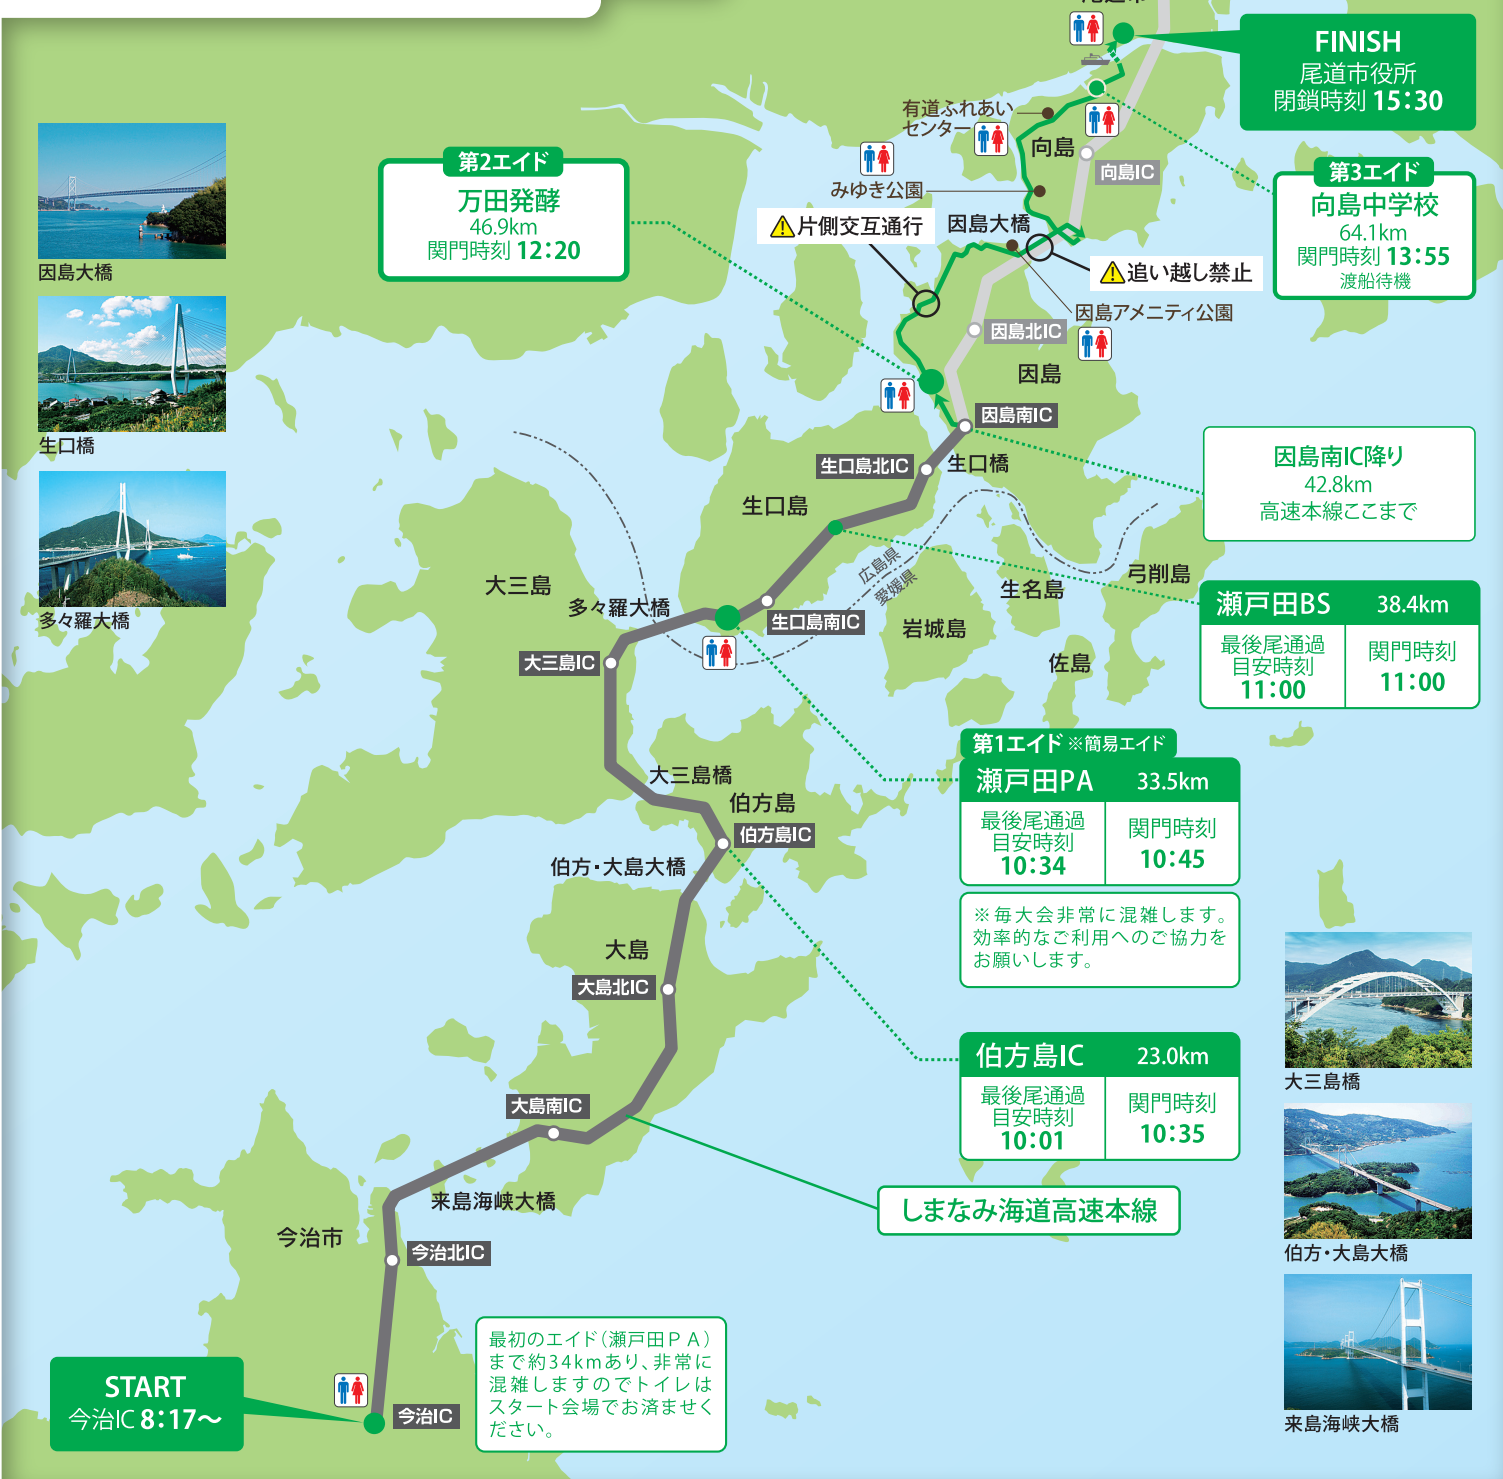 FINISH
尾道市役所
閉鎖時刻 15:30
有道ふれあい
センター
向島
向島IC
みゆき公園
第2エイド
万田発酵
46.9km
関門時刻 12:20
第3エイド
向島中学校
64.1km
関門時刻 13:55
渡船待機
片側交互通行
因島大橋
追い越し禁止
因島アメニティ公園
因島北IC
因島
因島大橋
生口橋
多々羅大橋
因島南IC
生口島北IC
生口橋
因島南IC降り
42.8km
高速本線ここまで
生口島
広島県
愛媛県
生名島
弓削島
岩城島
佐島
大三島
多々羅大橋
生口島南IC
大三島IC
瀬戸田BS 38.4km
最後尾通過
目安時刻
11:00
関門時刻
11:00
第1エイド ※簡易エイド
瀬戸田PA 33.5km
最後尾通過
目安時刻
10:34
関門時刻
10:45
※毎大会非常に混雑します。
効率的なご利用へのご協力を
お願いします。
大三島橋
伯方島
伯方島IC
伯方・大島大橋
大島
大島北IC
伯方島IC 23.0km
最後尾通過
目安時刻
10:01
関門時刻
10:35
大島南IC
しまなみ海道高速本線
来島海峡大橋
今治市
今治北IC
最初のエイド(瀬戸田PA)
まで約34kmあり、非常に
混雑しますのでトイレは
スタート会場でお済ませく
ださい。
START
今治IC 8:17〜
今治IC
大三島橋
伯方・大島大橋
来島海峡大橋